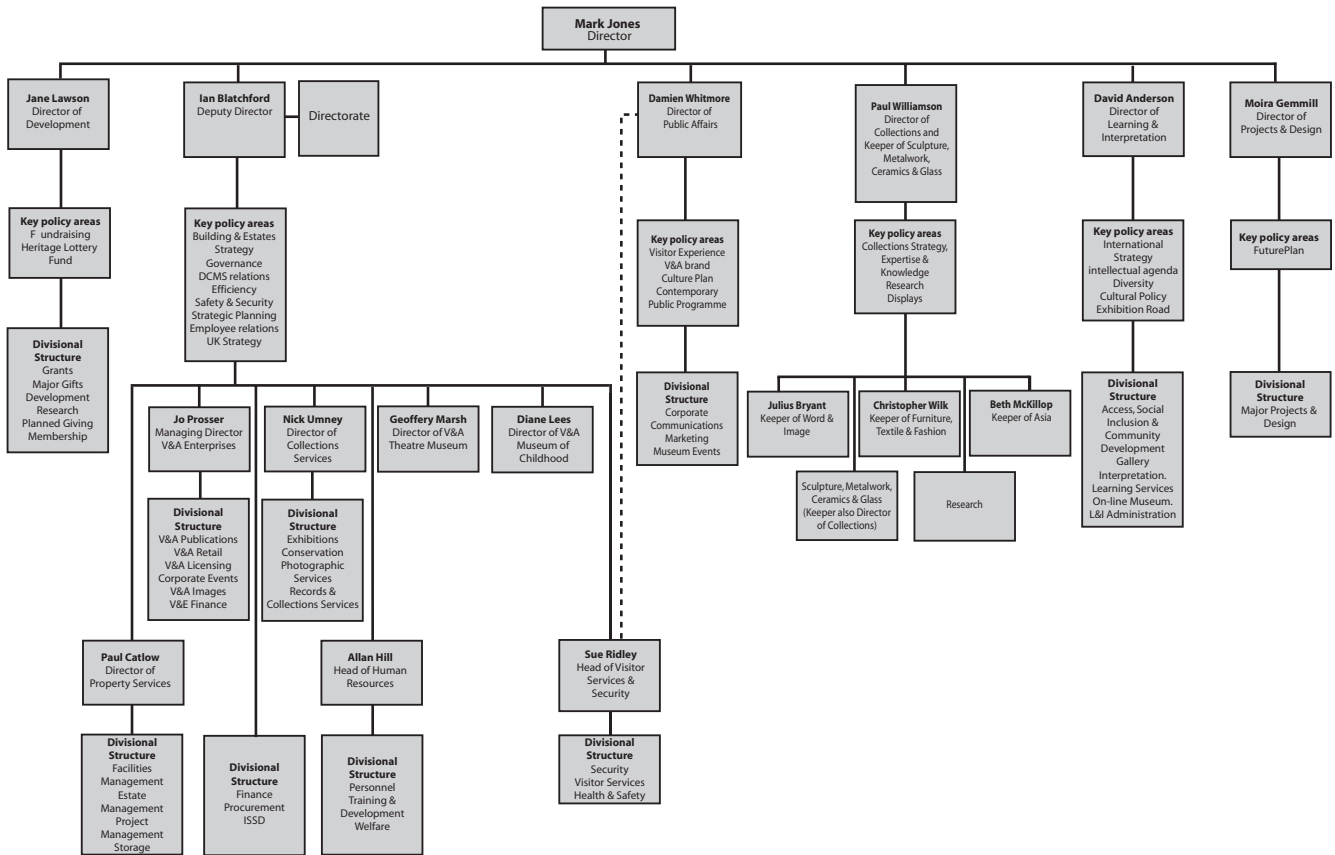 Mark Jones
Director
Jane Lawson
Director of
Development
Ian Blatchford
Deputy Director
Directorate
Damien Whitmore
Director of
Public Affairs
Paul Williamson
Director of
Collections and
Keeper of Sculpture,
Metalwork,
Ceramics & Glass
David Anderson
Director of
Learning &
Interpretation
Moira Gemmill
Director of
Projects & Design
Key policy areas
F undraising
Heritage Lottery
Fund
Key policy areas
Building & Estates
Strategy
Governance
DCMS relations
Efficiency
Safety & Security
Strategic Planning
Employee relations
UK Strategy
Key policy areas
Visitor Experience
V&A brand
Culture Plan
Contemporary
Public Programme
Key policy areas
Collections Strategy,
Expertise &
Knowledge
Research
Displays
Key policy areas
International
Strategy
intellectual agenda
Diversity
Cultural Policy
Exhibition Road
Key policy areas
FuturePlan
Divisional
Structure
Grants
Major Gifts
Development
Research
Planned Giving
Membership
Divisional
Structure
Corporate
Communications
Marketing
Museum Events
Divisional
Structure
Access, Social
Inclusion &
Community
Development
Gallery
Interpretation.
Learning Services
On-line Museum.
L&I Administration
Divisional
Structure
Major Projects &
Design
Jo Prosser
Managing Director
V&A Enterprises
Nick Umney
Director of
Collections
Services
Geoffery Marsh
Director of V&A
Theatre Museum
Diane Lees
Director of V&A
Museum of
Childhood
Julius Bryant
Keeper of Word &
Image
Christopher Wilk
Keeper of Furniture,
Textile & Fashion
Beth McKillop
Keeper of Asia
Sculpture, Metalwork,
Ceramics & Glass
(Keeper also Director
of Collections)
Research
Divisional
Structure
V&A Publications
V&A Retail
V&A Licensing
Corporate Events
V&A Images
V&E Finance
Divisional
Structure
Exhibitions
Conservation
Photographic
Services
Records &
Collections Services
Paul Catlow
Director of
Property Services
Allan Hill
Head of Human
Resources
Sue Ridley
Head of Visitor
Services &
Security
Divisional
Structure
Facilities
Management
Estate
Management
Project
Management
Storage
Divisional
Structure
Finance
Procurement
ISSD
Divisional
Structure
Personnel
Training &
Development
Welfare
Divisional
Structure
Security
Visitor Services
Health & Safety